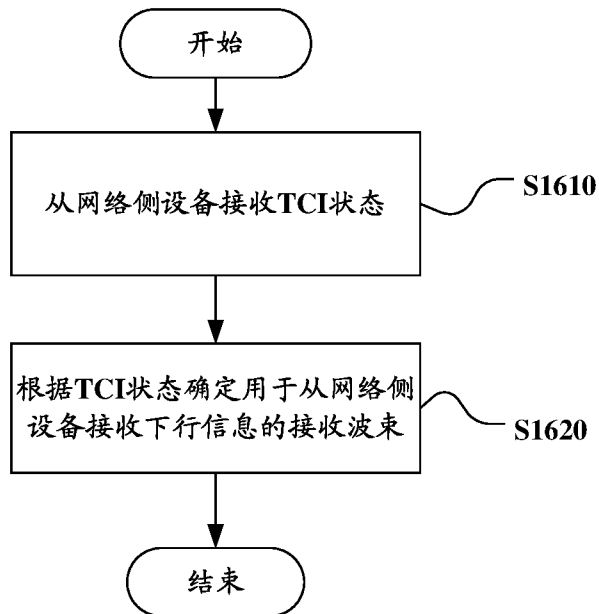 开始
从网络侧设备接收TCI状态
S1610
根据TCI状态确定用于从网络侧
设备接收下行信息的接收波束
S1620
结束